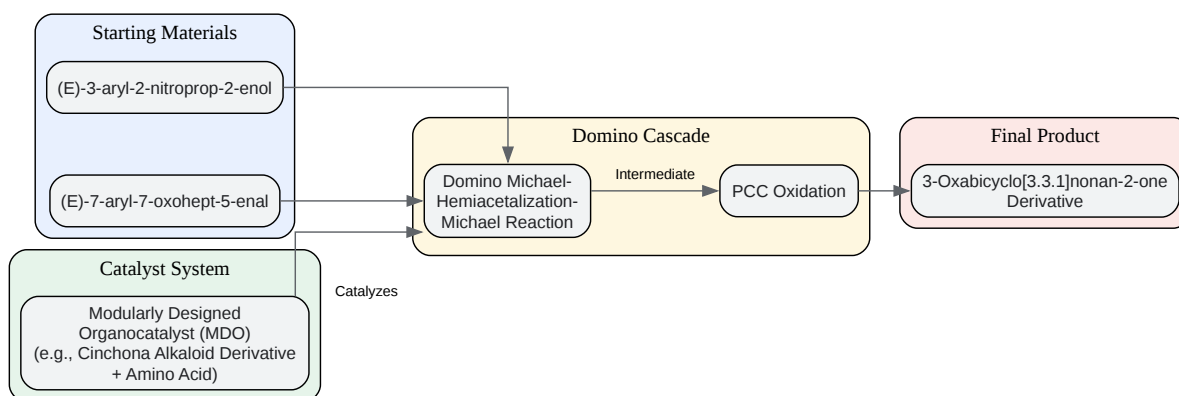 Starting Materials
(E)-3-aryl-2-nitroprop-2-enol
(E)-7-aryl-7-oxohept-5-enal
Catalyst System
Modularly Designed
Organocatalyst (MDO)
(e.g., Cinchona Alkaloid Derivative
+ Amino Acid)
Catalyzes
Domino Cascade
Domino Michael-
Hemiacetalization-
Michael Reaction
Intermediate
PCC Oxidation
Final Product
3-Oxabicyclo[3.3.1]nonan-2-one
Derivative